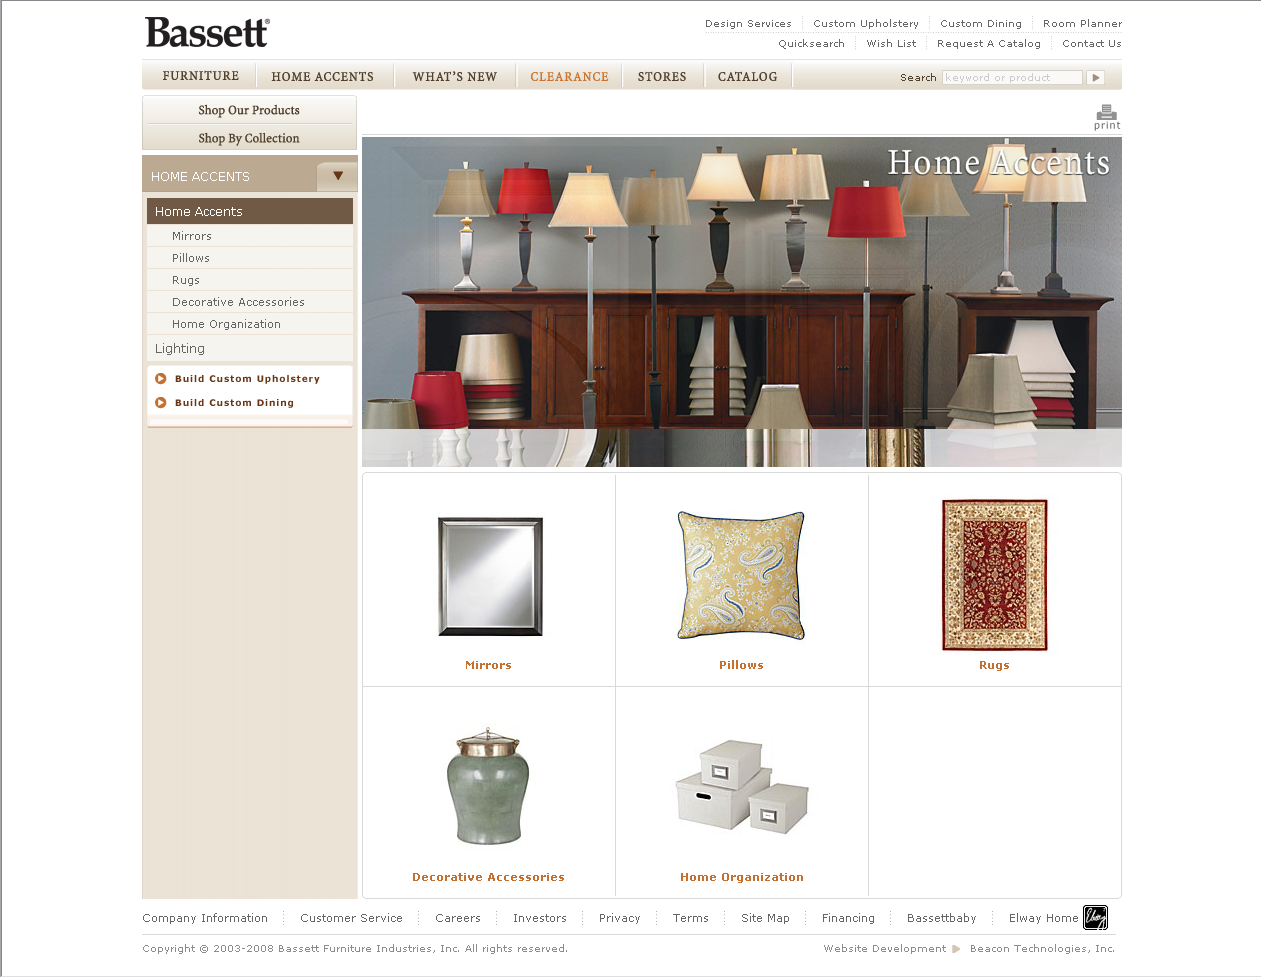 Bassett®
Design Services Custom Upholstery Custom Dining Room Planner
Quicksearch Wish List Request A Catalog Contact Us
FURNITURE HOME ACCENTS WHAT'S NEW CLEARANCE STORES CATALOG Search keyword or product
Shop Our Products
Shop By Collection
print
HOME ACCENTS
Home Accents
Mirrors
Pillows
Rugs
Decorative Accessories
Home Organization
Lighting
Build Custom Upholstery
Build Custom Dining
Home Accents
Mirrors Pillows Rugs
Decorative Accessories Home Organization
Company Information Customer Service Careers Investors Privacy Terms Site Map Financing Bassettbaby Elway Home
Copyright © 2003-2008 Bassett Furniture Industries, Inc. All rights reserved. Website Development Beacon Technologies, Inc.